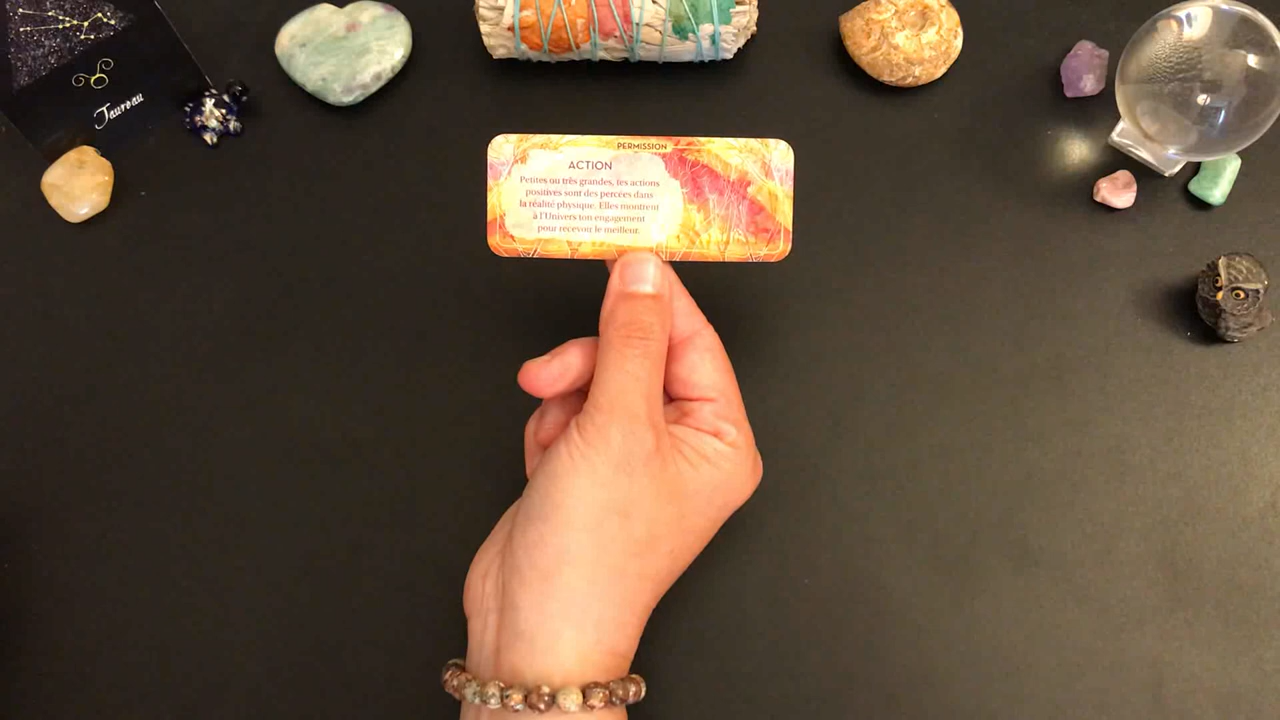 Taureau
PERMISSION
ACTION
Petites ou très grandes, tes actions
positives sont des percées dans
la réalité physique. Elles montrent
à l'Univers ton engagement
pour recevoir le meilleur.